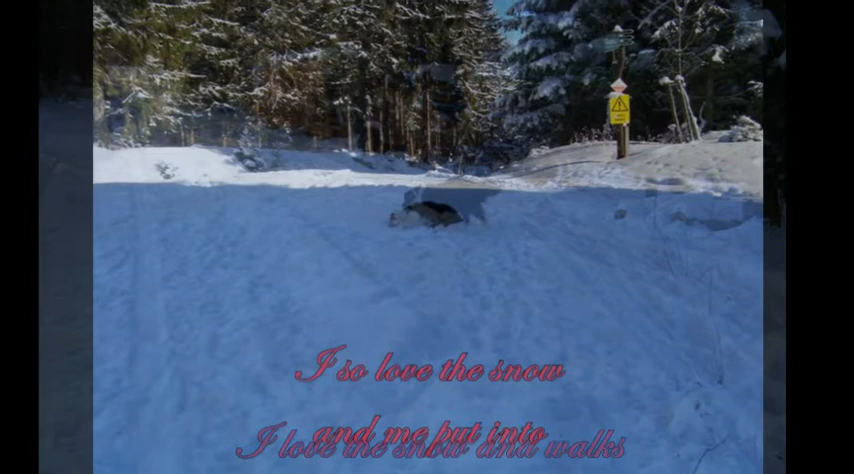 I so love the snow
and me put into
I love the snow and walks